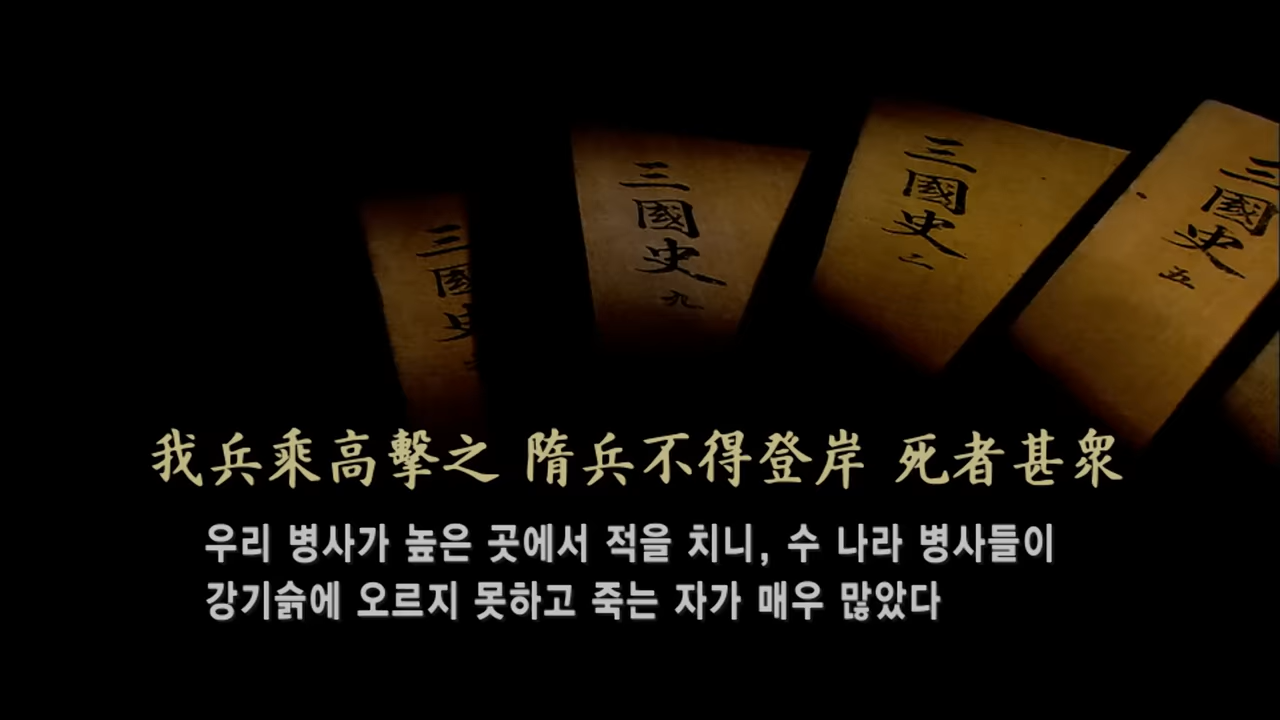 三國史
三國史 九
三國史 二
三國史 五
我兵乘高擊之 隋兵不得登岸 死者甚衆
우리 병사가 높은 곳에서 적을 치니, 수 나라 병사들이
강기슭에 오르지 못하고 죽는 자가 매우 많았다